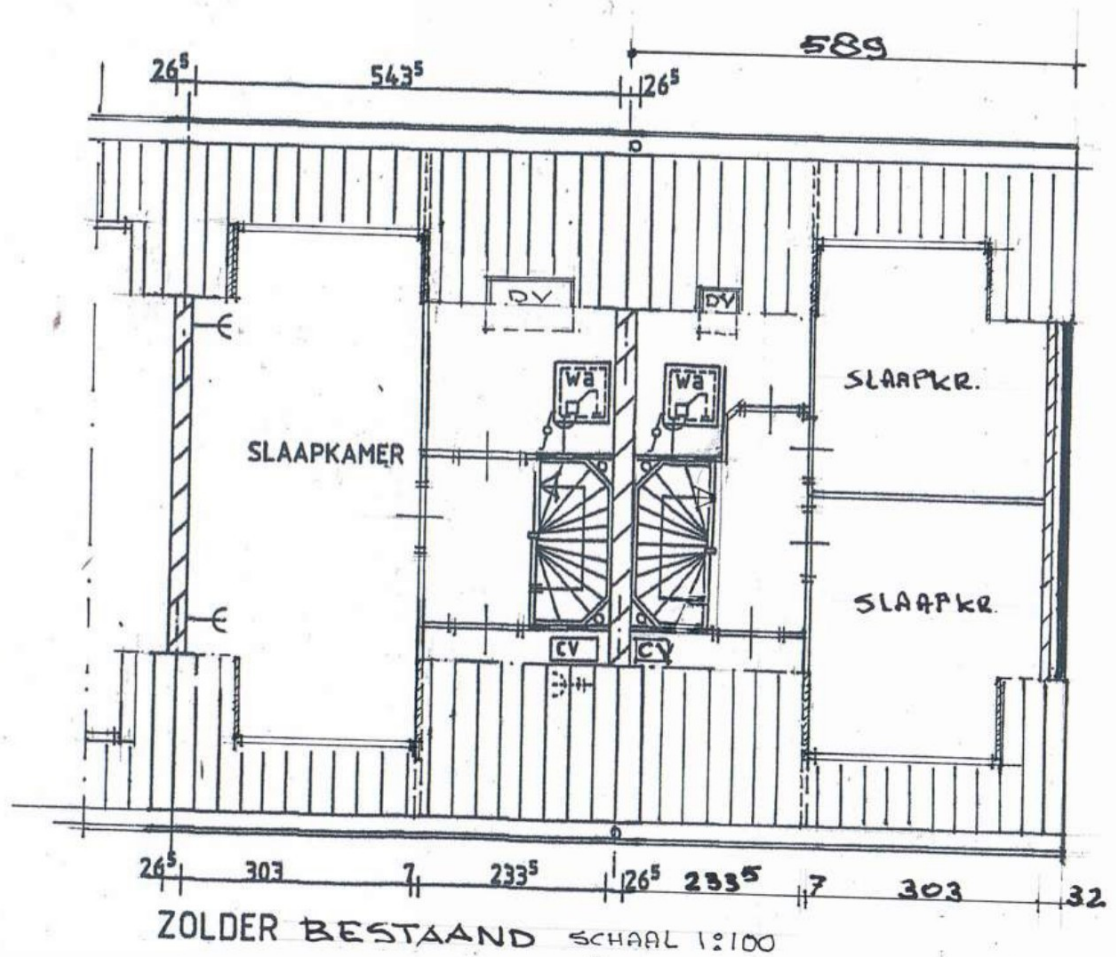 589
26⁵ 543⁵ 26⁵
DV DV
Wa Wa
SLAAPKR.
SLAAPKAMER
SLAAPKR.
CV CV
26⁵ 303 7 233⁵ 26⁵ 233⁵ 7 303 32
ZOLDER BESTAAND SCHAAL 1:100